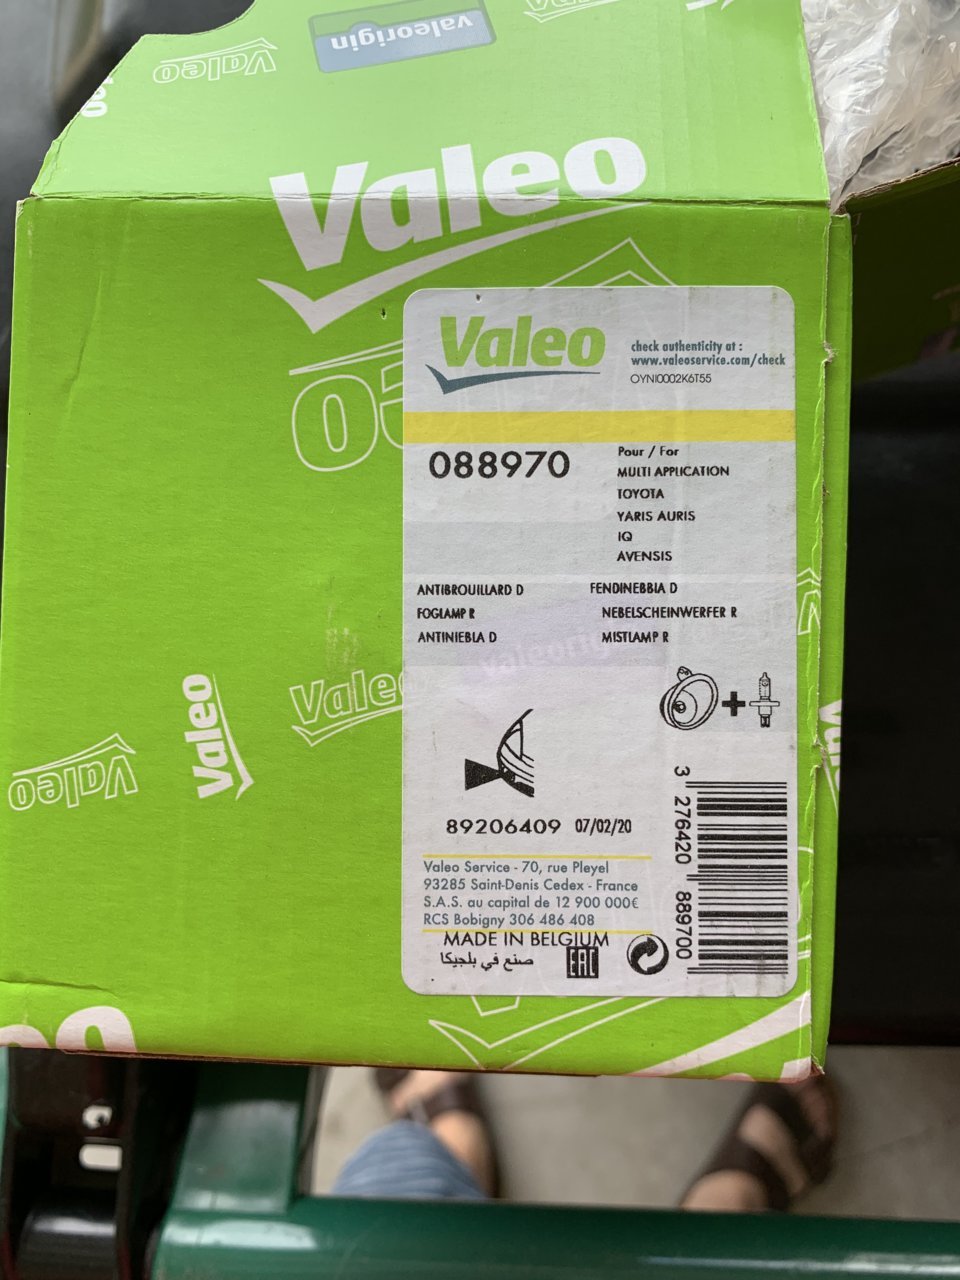 valeorigin
Valeo
Valeo
Valeo
check authenticity at :
www.valeoservice.com/check
OYNI0002K6T55
088970
Pour / For
MULTI APPLICATION
TOYOTA
YARIS AURIS
IQ
AVENSIS
ANTIBROUILLARD D
FENDINEBBIA D
FOGLAMP R
NEBELSCHEINWERFER R
ANTINIEBLA D
MISTLAMP R
valeorigin
Valeo
Valeo
Valeo
89206409 07/02/20
3 276420 889700
Valeo Service - 70, rue Pleyel
93285 Saint-Denis Cedex - France
S.A.S. au capital de 12 900 000€
RCS Bobigny 306 486 408
MADE IN BELGIUM
صنع في بلجيكا
EAC